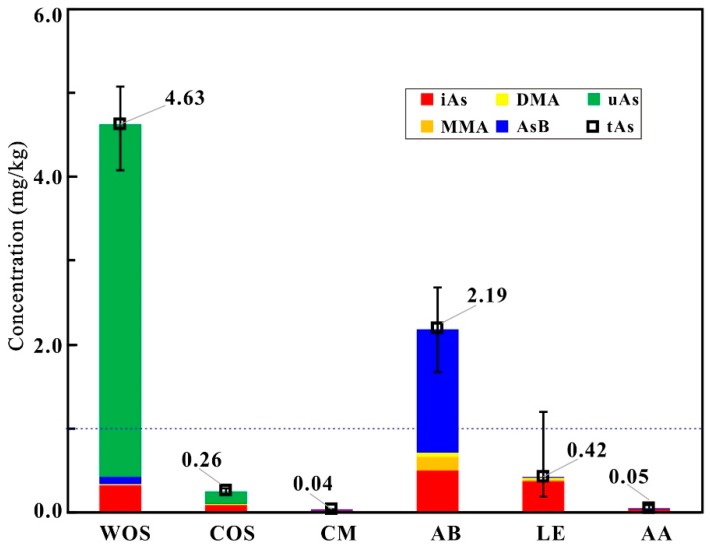 6.0
4.63
iAs DMA uAs
MMA AsB tAs
4.0
Concentration (mg/kg)
2.19
2.0
0.26
0.04
0.42
0.05
0.0
WOS COS CM AB LE AA